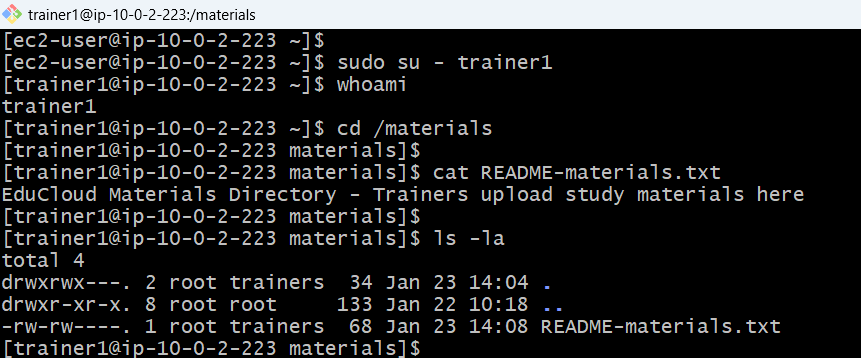 trainer1@ip-10-0-2-223:/materials
[ec2-user@ip-10-0-2-223 ~]$
[ec2-user@ip-10-0-2-223 ~]$ sudo su - trainer1
[trainer1@ip-10-0-2-223 ~]$ whoami
trainer1
[trainer1@ip-10-0-2-223 ~]$ cd /materials
[trainer1@ip-10-0-2-223 materials]$
[trainer1@ip-10-0-2-223 materials]$ cat README-materials.txt
EduCloud Materials Directory - Trainers upload study materials here
[trainer1@ip-10-0-2-223 materials]$
[trainer1@ip-10-0-2-223 materials]$ ls -la
total 4
drwxrwx---. 2 root trainers  34 Jan 23 14:04 .
drwxr-xr-x. 8 root root     133 Jan 22 10:18 ..
-rw-rw----. 1 root trainers  68 Jan 23 14:08 README-materials.txt
[trainer1@ip-10-0-2-223 materials]$